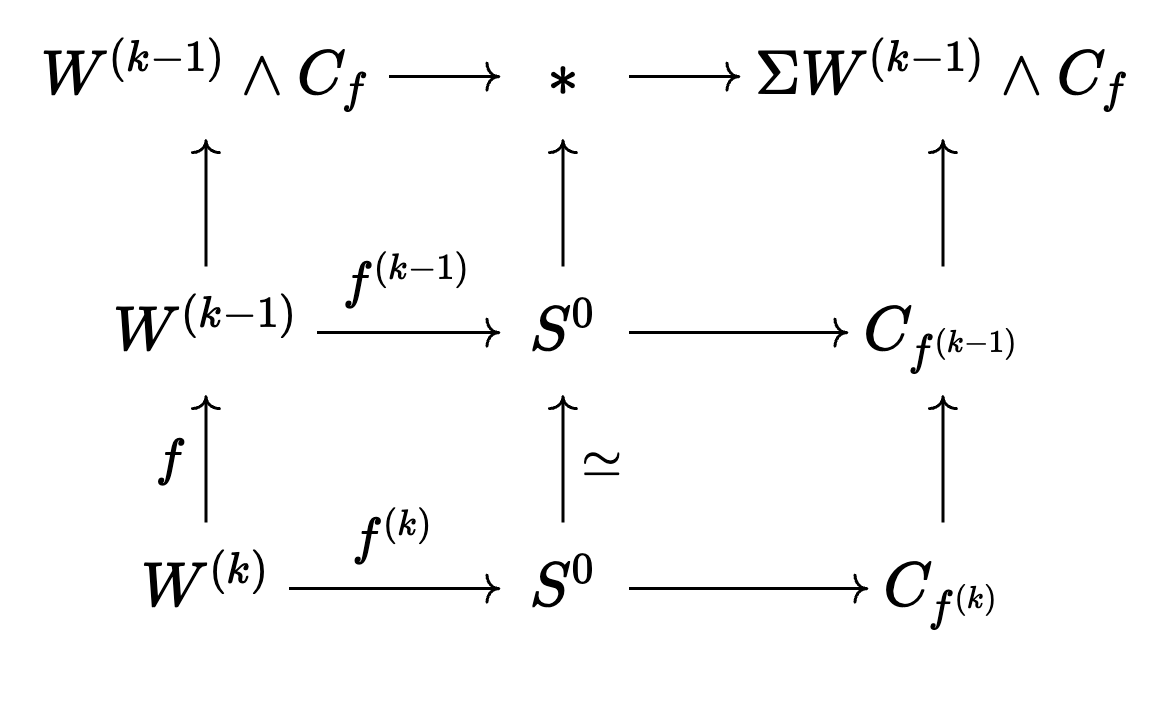 W^{(k−1)} ∧ C_f ⟶ ∗ ⟶ ΣW^{(k−1)} ∧ C_f
f^{(k−1)}
W^{(k−1)} ⟶ S^0 ⟶ C_{f^{(k−1)}}
f ≃
f^{(k)}
W^{(k)} ⟶ S^0 ⟶ C_{f^{(k)}}